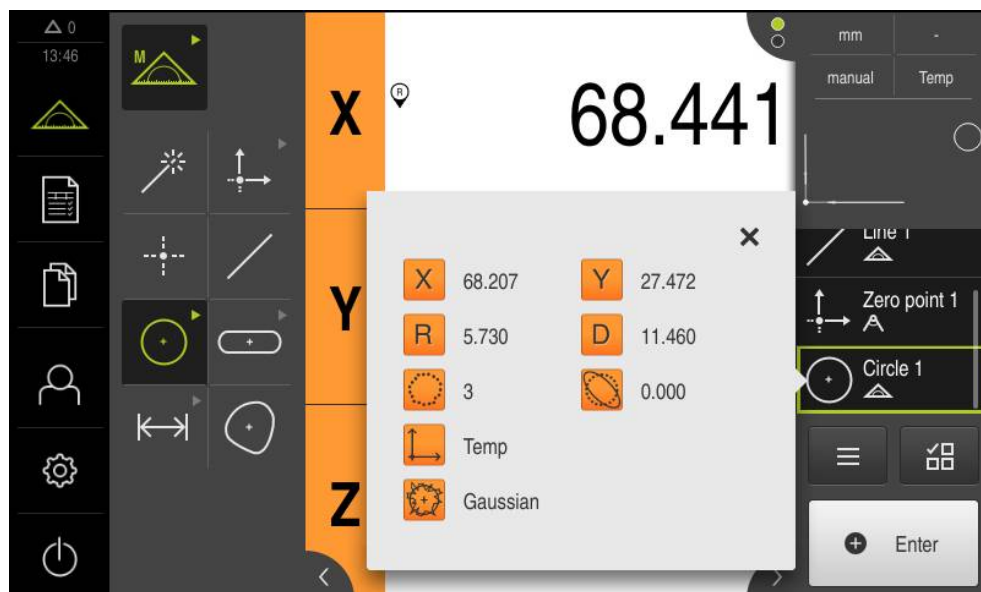 0
13:46
M
X
R
68.441
mm
-
manual
Temp
Line 1
Zero point 1
Circle 1
Y
Z
X
68.207
Y
27.472
R
5.730
D
11.460
3
0.000
Temp
Gaussian
Enter